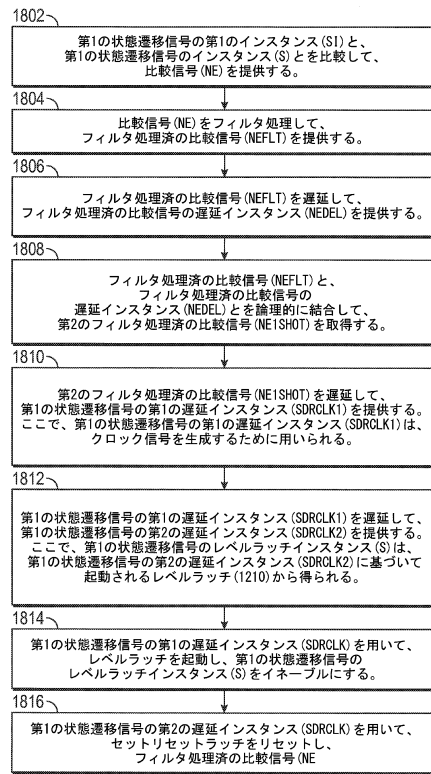 1802
第1の状態遷移信号の第1のインスタンス(SI)と、
第1の状態遷移信号のインスタンス(S)とを比較して、
比較信号(NE)を提供する。
1804
比較信号(NE)をフィルタ処理して、
フィルタ処理済の比較信号(NEFLT)を提供する。
1806
フィルタ処理済の比較信号(NEFLT)を遅延して、
フィルタ処理済の比較信号の遅延インスタンス(NEDEL)を提供する。
1808
フィルタ処理済の比較信号(NEFLT)と、
フィルタ処理済の比較信号の
遅延インスタンス(NEDEL)とを論理的に結合して、
第2のフィルタ処理済の比較信号(NE1SHOT)を取得する。
1810
第2のフィルタ処理済の比較信号(NE1SHOT)を遅延して、
第1の状態遷移信号の第1の遅延インスタンス(SDRCLK1)を提供する。
ここで、第1の状態遷移信号の第1の遅延インスタンス(SDRCLK1)は、
クロック信号を生成するために用いられる。
1812
第1の状態遷移信号の第1の遅延インスタンス(SDRCLK1)を遅延して、
第1の状態遷移信号の第2の遅延インスタンス(SDRCLK2)を提供する。
ここで、第1の状態遷移信号のレベルラッチインスタンス(S)は、
第1の状態遷移信号の第2の遅延インスタンス(SDRCLK2)に基づいて
起動されるレベルラッチ(1210)から得られる。
1814
第1の状態遷移信号の第1の遅延インスタンス(SDRCLK)を用いて、
レベルラッチを起動し、第1の状態遷移信号の
レベルラッチインスタンス(S)をイネーブルにする。
1816
第1の状態遷移信号の第2の遅延インスタンス(SDRCLK)を用いて、
セットリセットラッチをリセットし、
フィルタ処理済の比較信号(NE